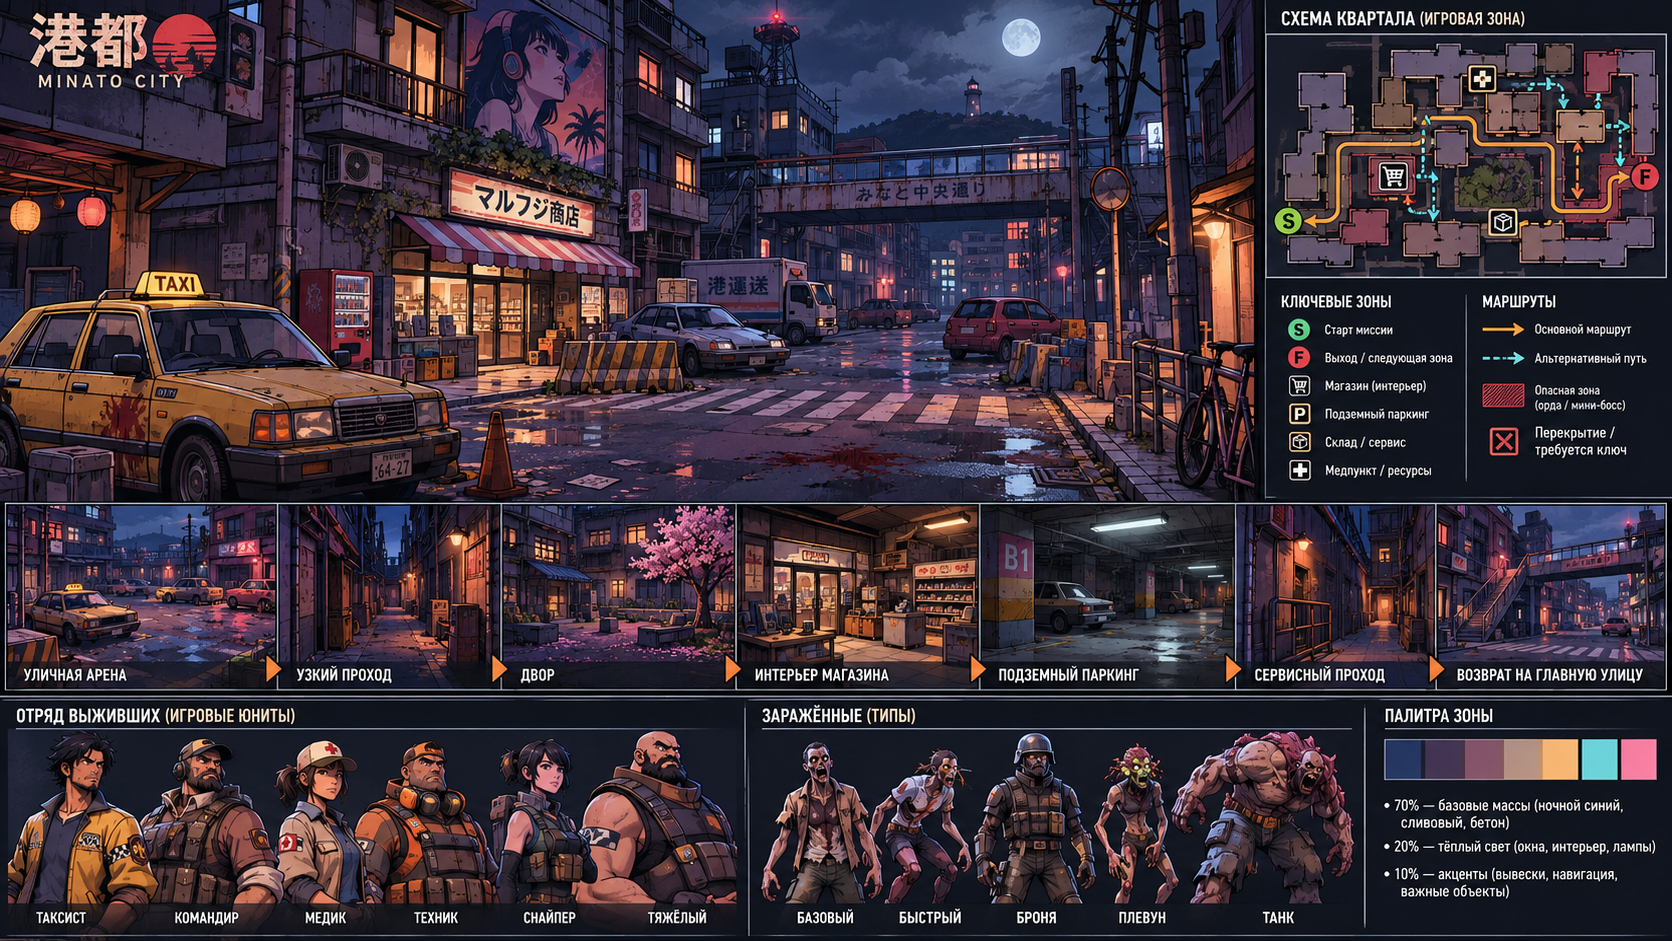 港都
MINATO CITY
TAXI
マルフジ商店
みなと中央通り
港運送
64-27
СХЕМА КВАРТАЛА (ИГРОВАЯ ЗОНА)
S
F
КЛЮЧЕВЫЕ ЗОНЫ
S Старт миссии
F Выход / следующая зона
Магазин (интерьер)
P Подземный паркинг
Склад / сервис
Медпункт / ресурсы
МАРШРУТЫ
Основной маршрут
Альтернативный путь
Опасная зона
(орда / мини-босс)
Перекрытие /
требуется ключ
B1
УЛИЧНАЯ АРЕНА
УЗКИЙ ПРОХОД
ДВОР
ИНТЕРЬЕР МАГАЗИНА
ПОДЗЕМНЫЙ ПАРКИНГ
СЕРВИСНЫЙ ПРОХОД
ВОЗВРАТ НА ГЛАВНУЮ УЛИЦУ
ОТРЯД ВЫЖИВШИХ (ИГРОВЫЕ ЮНИТЫ)
ТАКСИСТ
КОМАНДИР
МЕДИК
ТЕХНИК
СНАЙПЕР
ТЯЖЁЛЫЙ
ЗАРАЖЁННЫЕ (ТИПЫ)
БАЗОВЫЙ
БЫСТРЫЙ
БРОНЯ
ПЛЕВУН
ТАНК
ПАЛИТРА ЗОНЫ
• 70% — базовые массы (ночной синий,
сливовый, бетон)
• 20% — тёплый свет (окна, интерьер, лампы)
• 10% — акценты (вывески, навигация,
важные объекты)